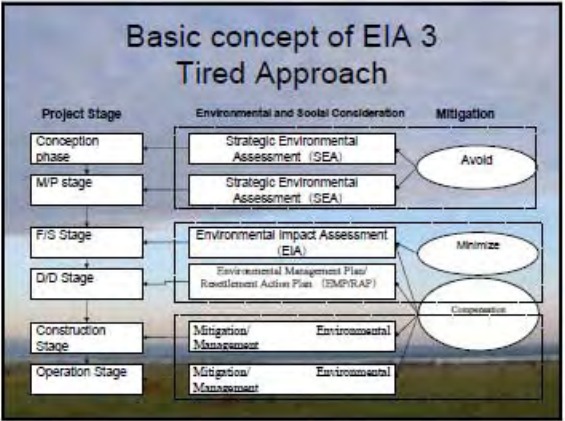 Basic concept of EIA 3
Tired Approach
Project Stage
Environmental and Social Consideration
Mitigation
Conception
phase
Strategic Environmental
Assessment (SEA)
Avoid
M/P stage
Strategic Environmental
Assessment (SEA)
F/S Stage
Environmental Impact Assessment
(EIA)
Minimize
D/D Stage
Environmental Management Plan/
Resettlement Action Plan (EMP/RAP)
Compensation
Construction
Stage
Mitigation/ Environmental
Management
Operation Stage
Mitigation/ Environmental
Management